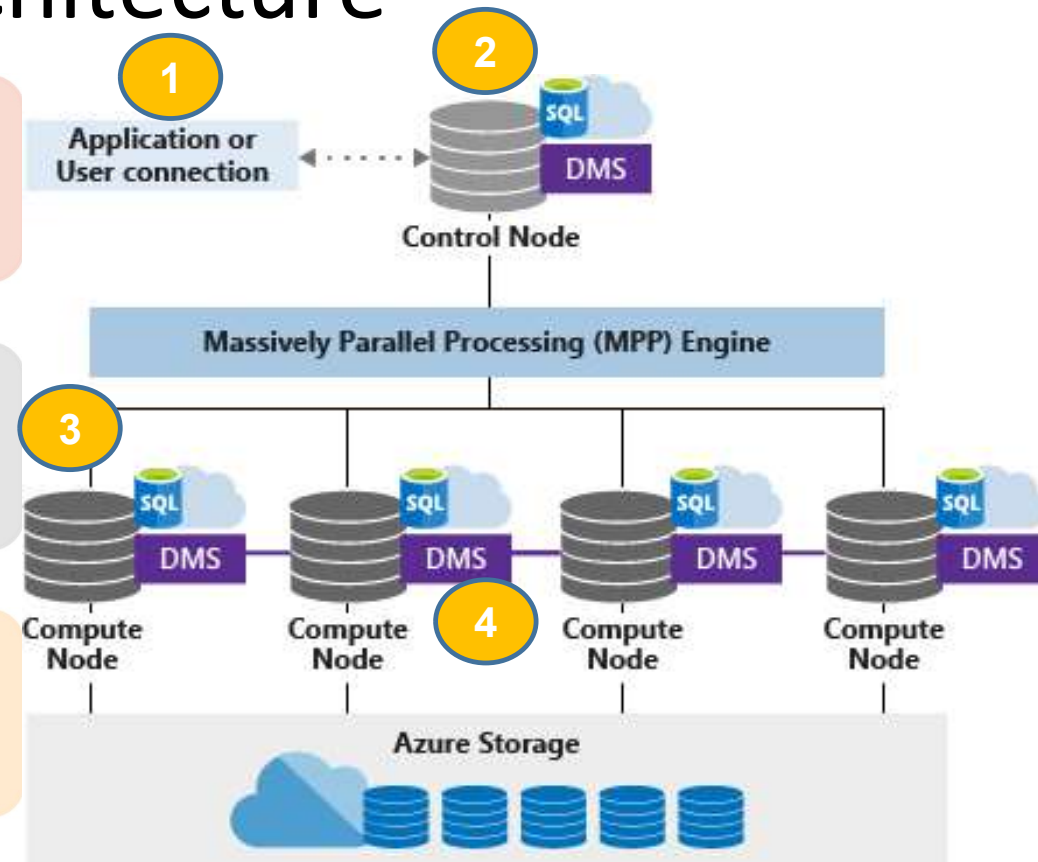 1
2
Application or
User connection
SQL
DMS
Control Node
Massively Parallel Processing (MPP) Engine
3
SQL
SQL
SQL
SQL
DMS
DMS
DMS
DMS
4
Compute
Node
Compute
Node
Compute
Node
Compute
Node
Azure Storage